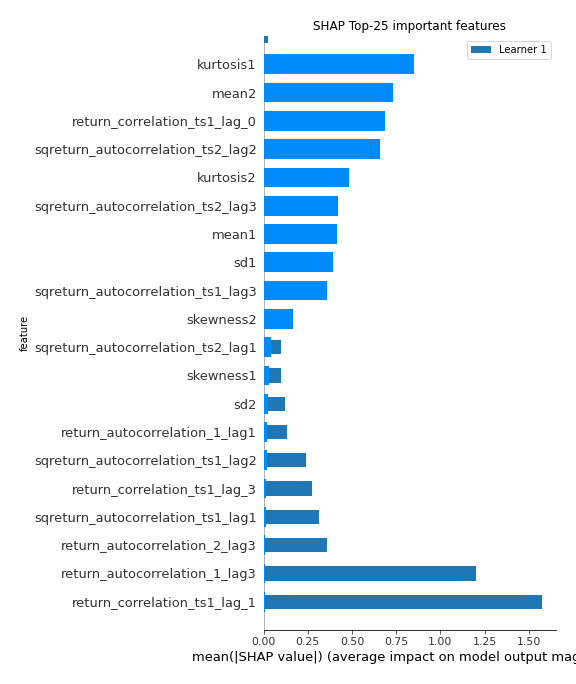 SHAP Top-25 important features
Learner 1
kurtosis1
mean2
return_correlation_ts1_lag_0
sqreturn_autocorrelation_ts2_lag2
kurtosis2
sqreturn_autocorrelation_ts2_lag3
mean1
sd1
sqreturn_autocorrelation_ts1_lag3
skewness2
sqreturn_autocorrelation_ts2_lag1
skewness1
sd2
return_autocorrelation_1_lag1
sqreturn_autocorrelation_ts1_lag2
return_correlation_ts1_lag_3
sqreturn_autocorrelation_ts1_lag1
return_autocorrelation_2_lag3
return_autocorrelation_1_lag3
return_correlation_ts1_lag_1
feature
0.00 0.25 0.50 0.75 1.00 1.25 1.50
mean(|SHAP value|) (average impact on model output mag